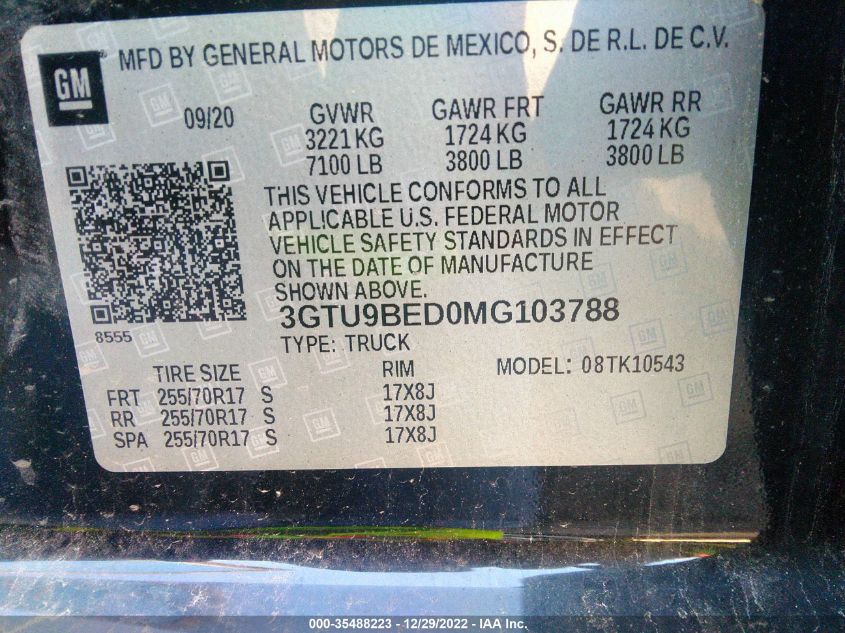 GM
MFD BY GENERAL MOTORS DE MEXICO, S. DE R.L. DE C.V.
09/20
GVWR GAWR FRT GAWR RR
3221 KG 1724 KG 1724 KG
7100 LB 3800 LB 3800 LB
THIS VEHICLE CONFORMS TO ALL
APPLICABLE U.S. FEDERAL MOTOR
VEHICLE SAFETY STANDARDS IN EFFECT
ON THE DATE OF MANUFACTURE
SHOWN ABOVE.
8555
3GTU9BED0MG103788
TYPE: TRUCK MODEL: 08TK10543
TIRE SIZE RIM
FRT 255/70R17 S 17X8J
RR 255/70R17 S 17X8J
SPA 255/70R17 S 17X8J
000-35488223 - 12/29/2022 - IAA Inc.